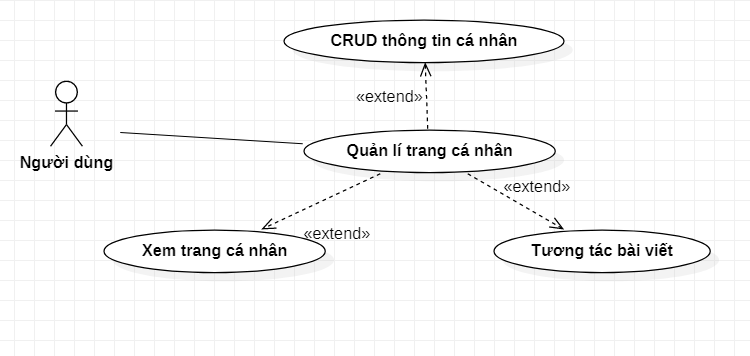 CRUD thông tin cá nhân
«extend»
Quản lí trang cá nhân
Người dùng
«extend»
«extend»
Xem trang cá nhân
Tương tác bài viết